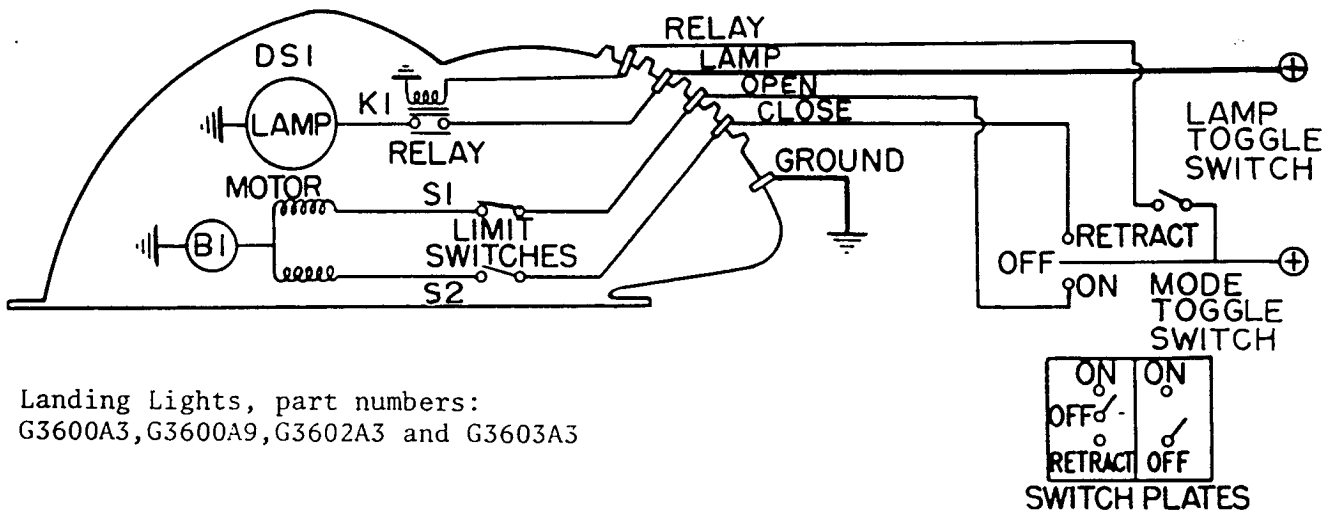 RELAY
LAMP
OPEN
CLOSE
GROUND
DS1
LAMP
K1
RELAY
MOTOR
S1
LIMIT
SWITCHES
B1
S2
LAMP
TOGGLE
SWITCH
RETRACT
OFF
ON
MODE
TOGGLE
SWITCH
ON ON
OFF
RETRACT OFF
SWITCH PLATES
Landing Lights, part numbers:
G3600A3,G3600A9,G3602A3 and G3603A3